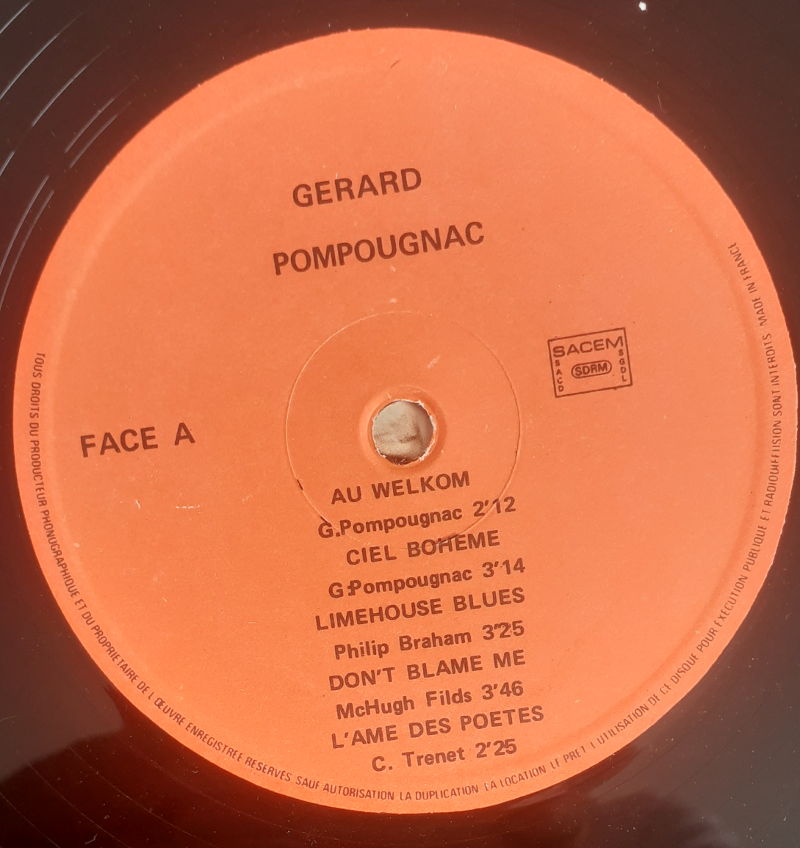 GERARD
POMPOUGNAC
SACEM
SACD
SDRM
SGDL
FACE A
AU WELKOM
G.Pompougnac 2'12
CIEL BOHEME
G.Pompougnac 3'14
LIMEHOUSE BLUES
Philip Braham 3'25
DON'T BLAME ME
McHugh Filds 3'46
L'AME DES POETES
C. Trenet 2'25
TOUS DROITS DU PRODUCTEUR PHONOGRAPHIQUE ET DU PROPRIETAIRE DE L'ŒUVRE ENREGISTREE RESERVES SAUF AUTORISATION LA DUPLICATION LA LOCATION LE PRET L'UTILISATION DE CE DISQUE POUR EXECUTION PUBLIQUE ET RADIODIFFUSION SONT INTERDITS MADE IN FRANCE